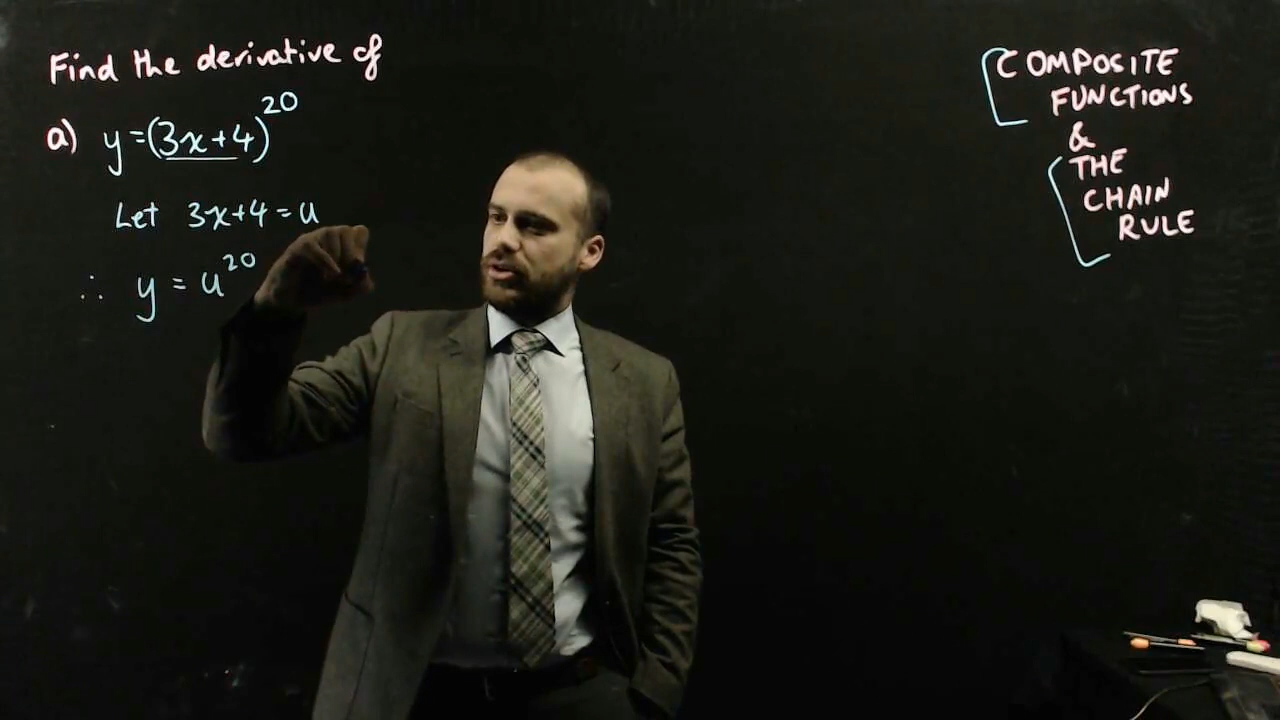 Find the derivative of
a) y=(3x+4)^20
Let 3x+4=u
∴ y = u^20
COMPOSITE
FUNCTIONS
&
THE
CHAIN
RULE